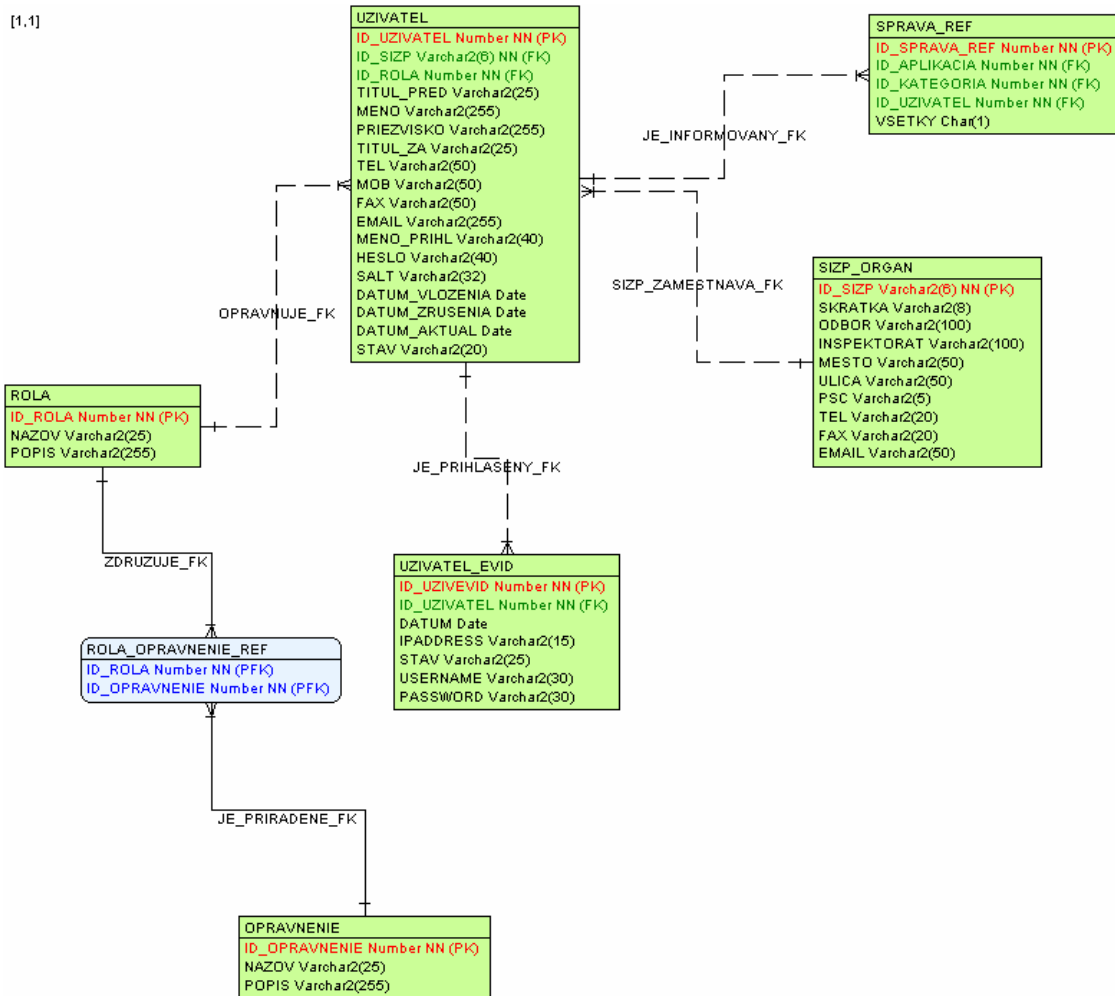 [1,1]
UZIVATEL
ID_UZIVATEL Number NN (PK)
ID_SIZP Varchar2(6) NN (FK)
ID_ROLA Number NN (FK)
TITUL_PRED Varchar2(25)
MENO Varchar2(255)
PRIEZVISKO Varchar2(255)
TITUL_ZA Varchar2(25)
TEL Varchar2(50)
MOB Varchar2(50)
FAX Varchar2(50)
EMAIL Varchar2(255)
MENO_PRIHL Varchar2(40)
HESLO Varchar2(40)
SALT Varchar2(32)
DATUM_VLOZENIA Date
DATUM_ZRUSENIA Date
DATUM_AKTUAL Date
STAV Varchar2(20)
SPRAVA_REF
ID_SPRAVA_REF Number NN (PK)
ID_APLIKACIA Number NN (FK)
ID_KATEGORIA Number NN (FK)
ID_UZIVATEL Number NN (FK)
VSETKY Char(1)
JE_INFORMOVANY_FK
SIZP_ZAMESTNAVA_FK
SIZP_ORGAN
ID_SIZP Varchar2(6) NN (PK)
SKRATKA Varchar2(8)
ODBOR Varchar2(100)
INSPEKTORAT Varchar2(100)
MESTO Varchar2(50)
ULICA Varchar2(50)
PSC Varchar2(5)
TEL Varchar2(20)
FAX Varchar2(20)
EMAIL Varchar2(50)
OPRAVNUJE_FK
ROLA
ID_ROLA Number NN (PK)
NAZOV Varchar2(25)
POPIS Varchar2(255)
JE_PRIHLASENY_FK
ZDRUZUJE_FK
UZIVATEL_EVID
ID_UZIVEVID Number NN (PK)
ID_UZIVATEL Number NN (FK)
DATUM Date
IPADDRESS Varchar2(15)
STAV Varchar2(25)
USERNAME Varchar2(30)
PASSWORD Varchar2(30)
ROLA_OPRAVNENIE_REF
ID_ROLA Number NN (PFK)
ID_OPRAVNENIE Number NN (PFK)
JE_PRIRADENE_FK
OPRAVNENIE
ID_OPRAVNENIE Number NN (PK)
NAZOV Varchar2(25)
POPIS Varchar2(255)